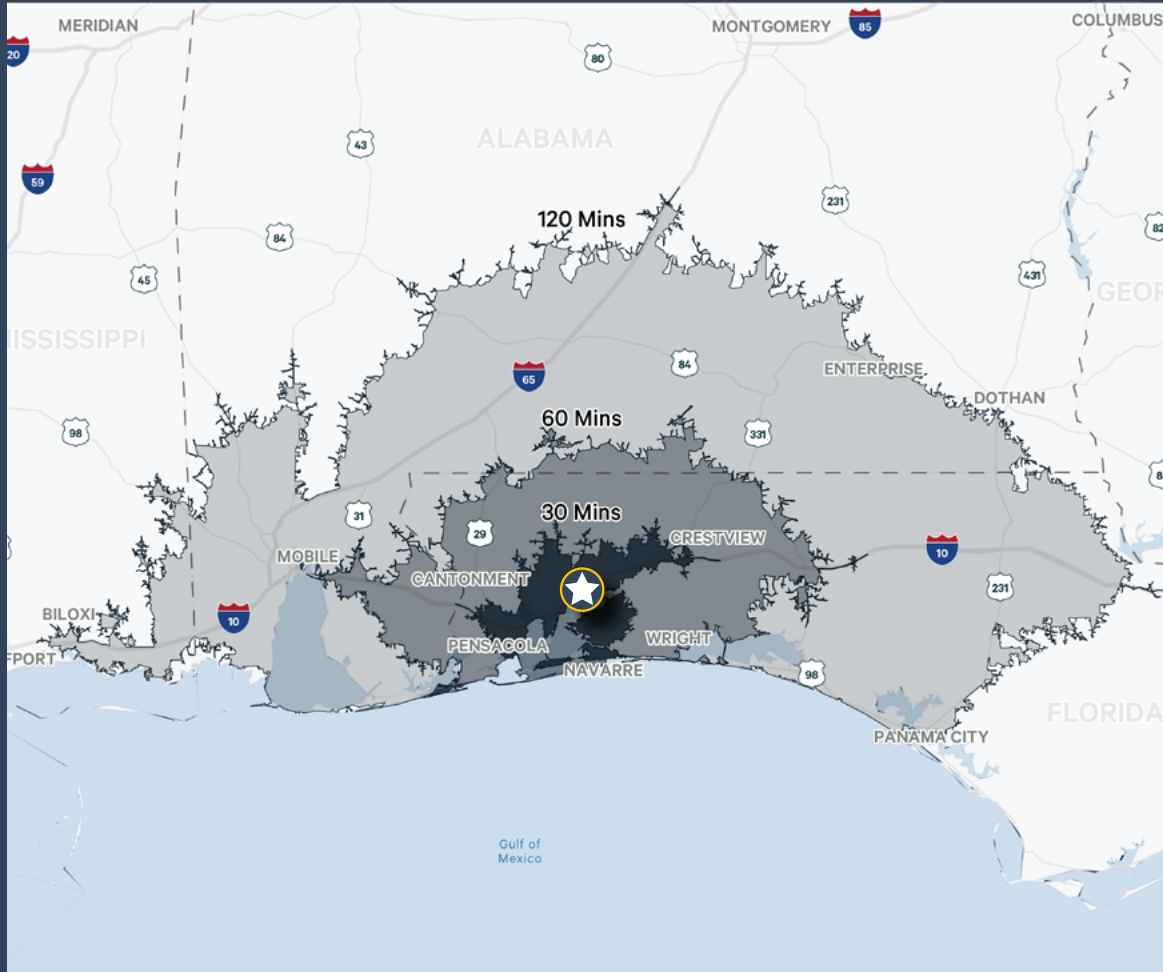 MERIDIAN
MONTGOMERY
85
COLUMBUS
20
80
ALABAMA
43
59
231
120 Mins
82
84
45
431
GEOR
ISSISSIPPI
84
65
ENTERPRISE
DOTHAN
60 Mins
98
331
30 Mins
31
29
CRESTVIEW
10
MOBILE
CANTONMENT
231
BILOXI
10
PENSACOLA
WRIGHT
FPORT
NAVARRE
98
FLORIDA
PANAMA CITY
Gulf of
Mexico